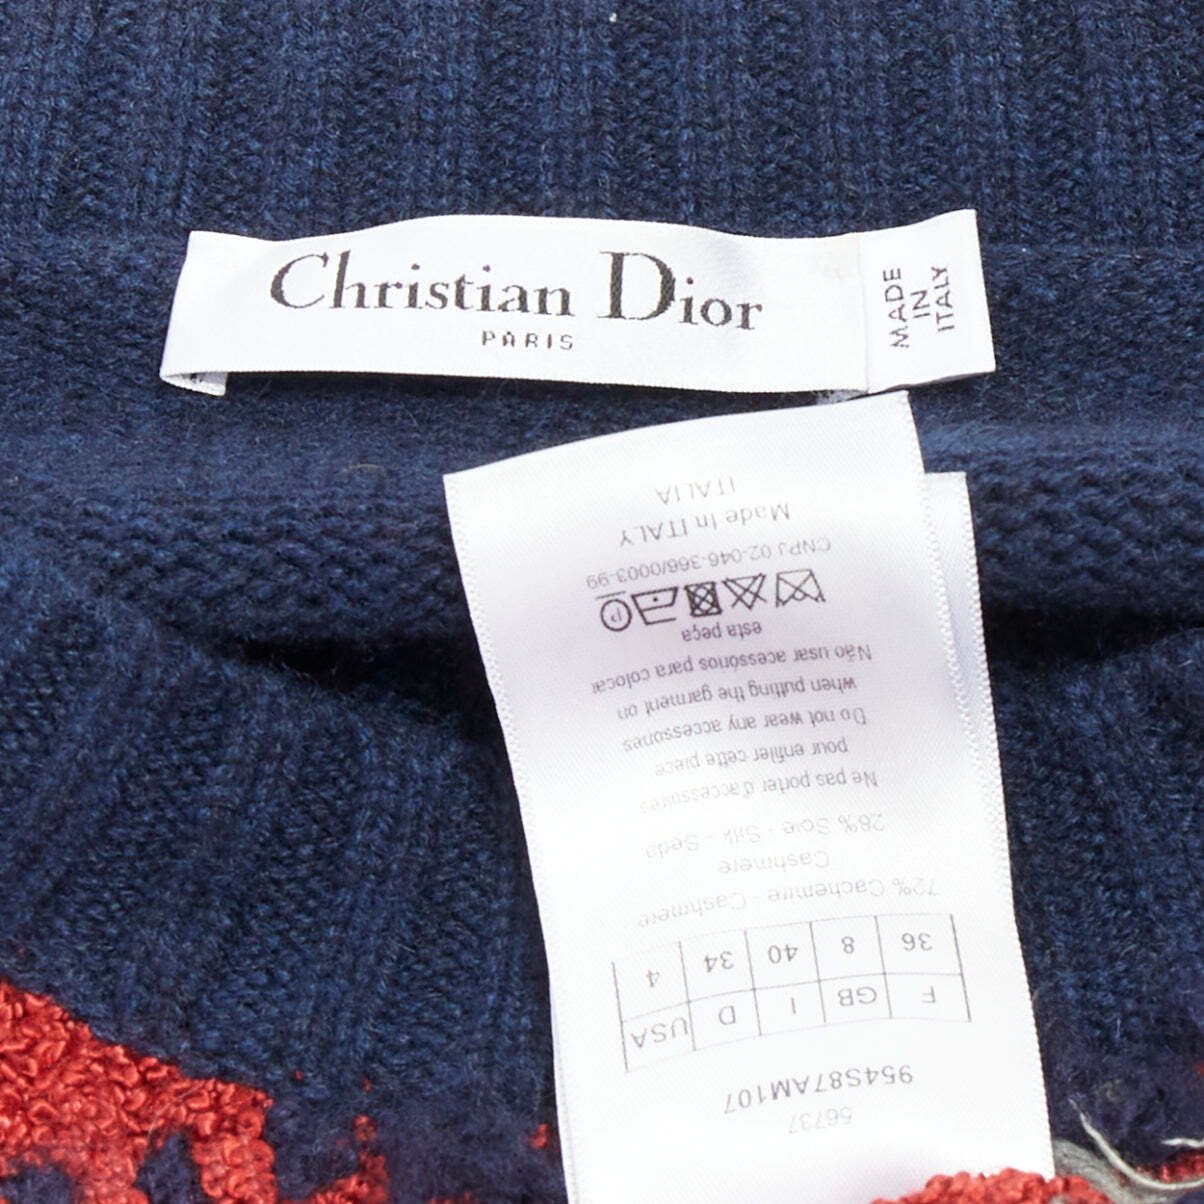 Christian Dior
PARIS
MADE
IN
ITALY
56737
954S87AM107
F GB I D USA
36 8 40 34 4
72% Cachemire - Cashmere
Cashmere
28% Soie - Silk - Seda
Ne pas porter d'accessoires
pour enfiler cette pièce
Do not wear any accessories
when putting the garment on
Não usar acessórios para colocar
esta peça
P
CNPJ 02-046-366/0003-99
Made In ITALY
ITALIA